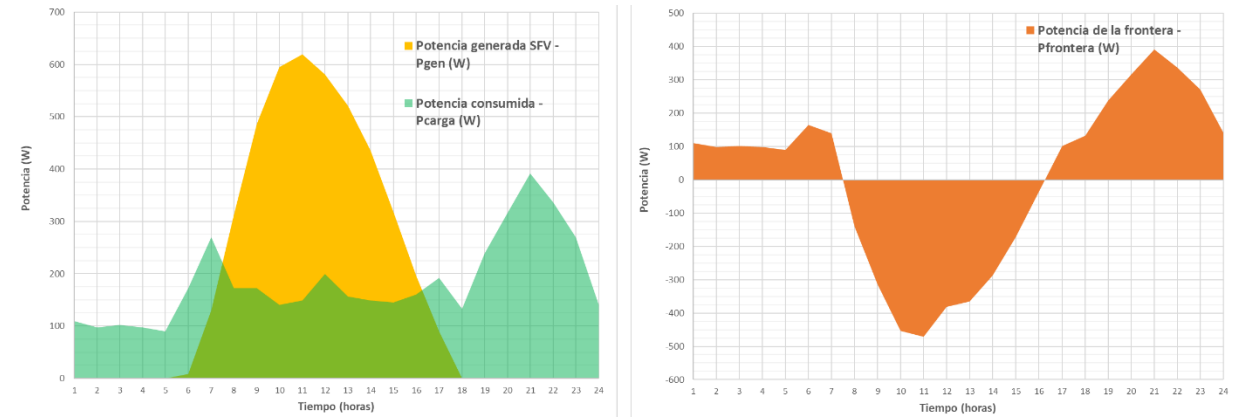 700
600
500
400
300
200
100
0
Potencia (W)
Potencia generada SFV -
Pgen (W)
Potencia consumida -
Pcarga (W)
1 2 3 4 5 6 7 8 9 10 11 12 13 14 15 16 17 18 19 20 21 22 23 24
Tiempo (horas)
500
400
300
200
100
0
-100
-200
-300
-400
-500
-600
Potencia (W)
Potencia de la frontera -
Pfrontera (W)
1 2 3 4 5 6 7 8 9 10 11 12 13 14 15 16 17 18 19 20 21 22 23 24
Tiempo (horas)